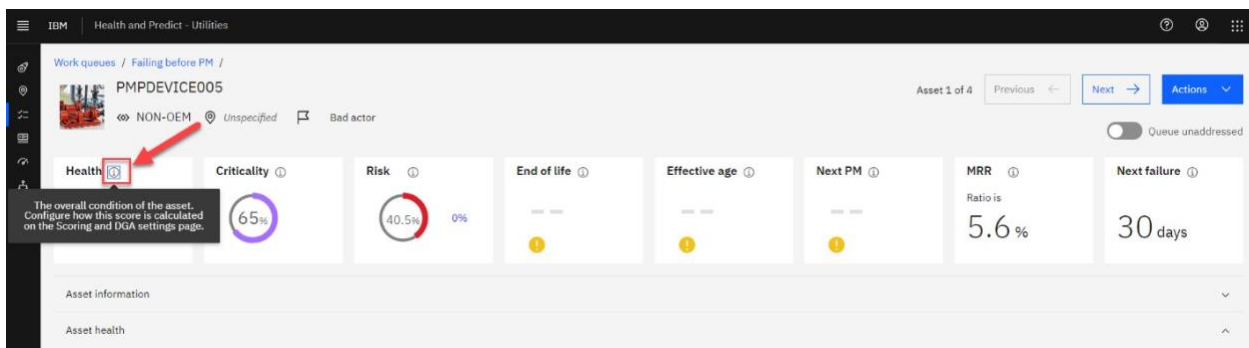 IBM Health and Predict - Utilities
Work queues / Failing before PM /
PMPDEVICE005
Asset 1 of 4 Previous Next Actions
NON-OEM Unspecified Bad actor
Queue unaddressed
Health Criticality Risk End of life Effective age Next PM MRR Next failure
The overall condition of the asset.
Configure how this score is calculated
on the Scoring and DGA settings page.
65%
40.5% 0%
-- -- --
Ratio is
5.6 %
30 days
Asset information
Asset health